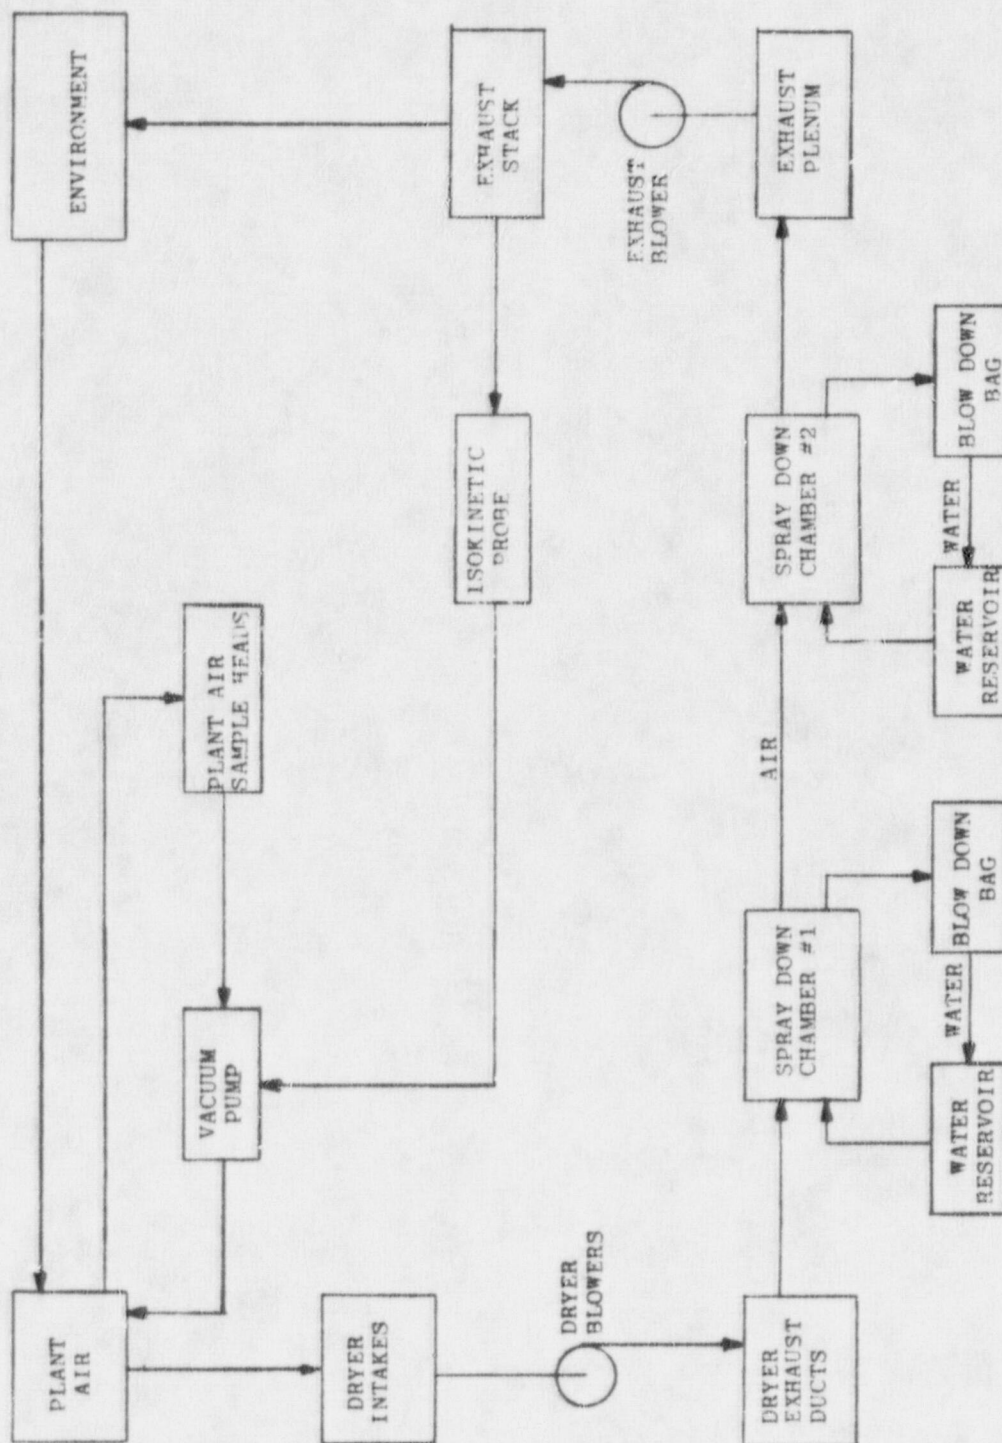 ENVIRONMENT
EXHAUST
STACK
EXHAUST
BLOWER
EXHAUST
PLENUM
ISOKINETIC
PROBE
PLANT AIR
SAMPLE HEADS
SPRAY DOWN
CHAMBER #2
BLOW DOWN
BAG
WATER
WATER
RESERVOIR
AIR
VACUUM
PUMP
SPRAY DOWN
CHAMBER #1
BLOW DOWN
BAG
WATER
WATER
RESERVOIR
PLANT
AIR
DRYER
INTAKES
DRYER
BLOWERS
DRYER
EXHAUST
DUCTS